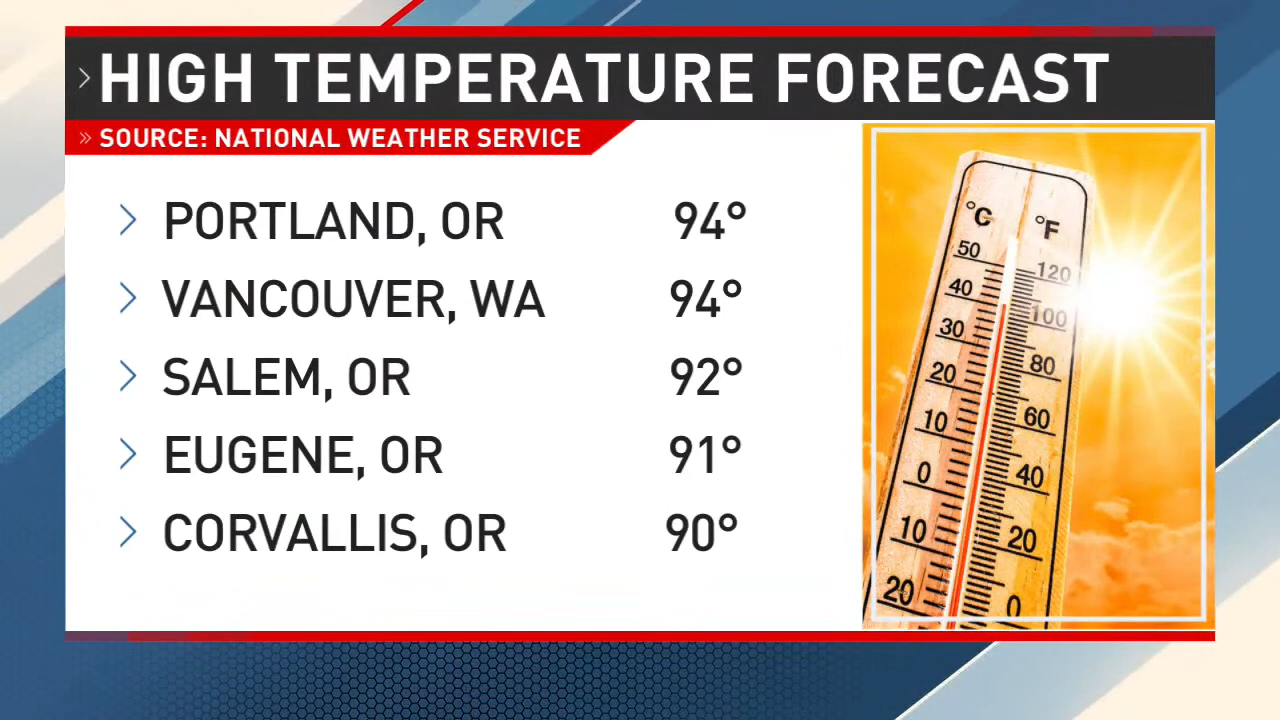 HIGH TEMPERATURE FORECAST
SOURCE: NATIONAL WEATHER SERVICE
PORTLAND, OR 94°
VANCOUVER, WA 94°
SALEM, OR 92°
EUGENE, OR 91°
CORVALLIS, OR 90°
°C °F
50 120
40 100
30 80
20 60
10 40
0 20
10 0
20